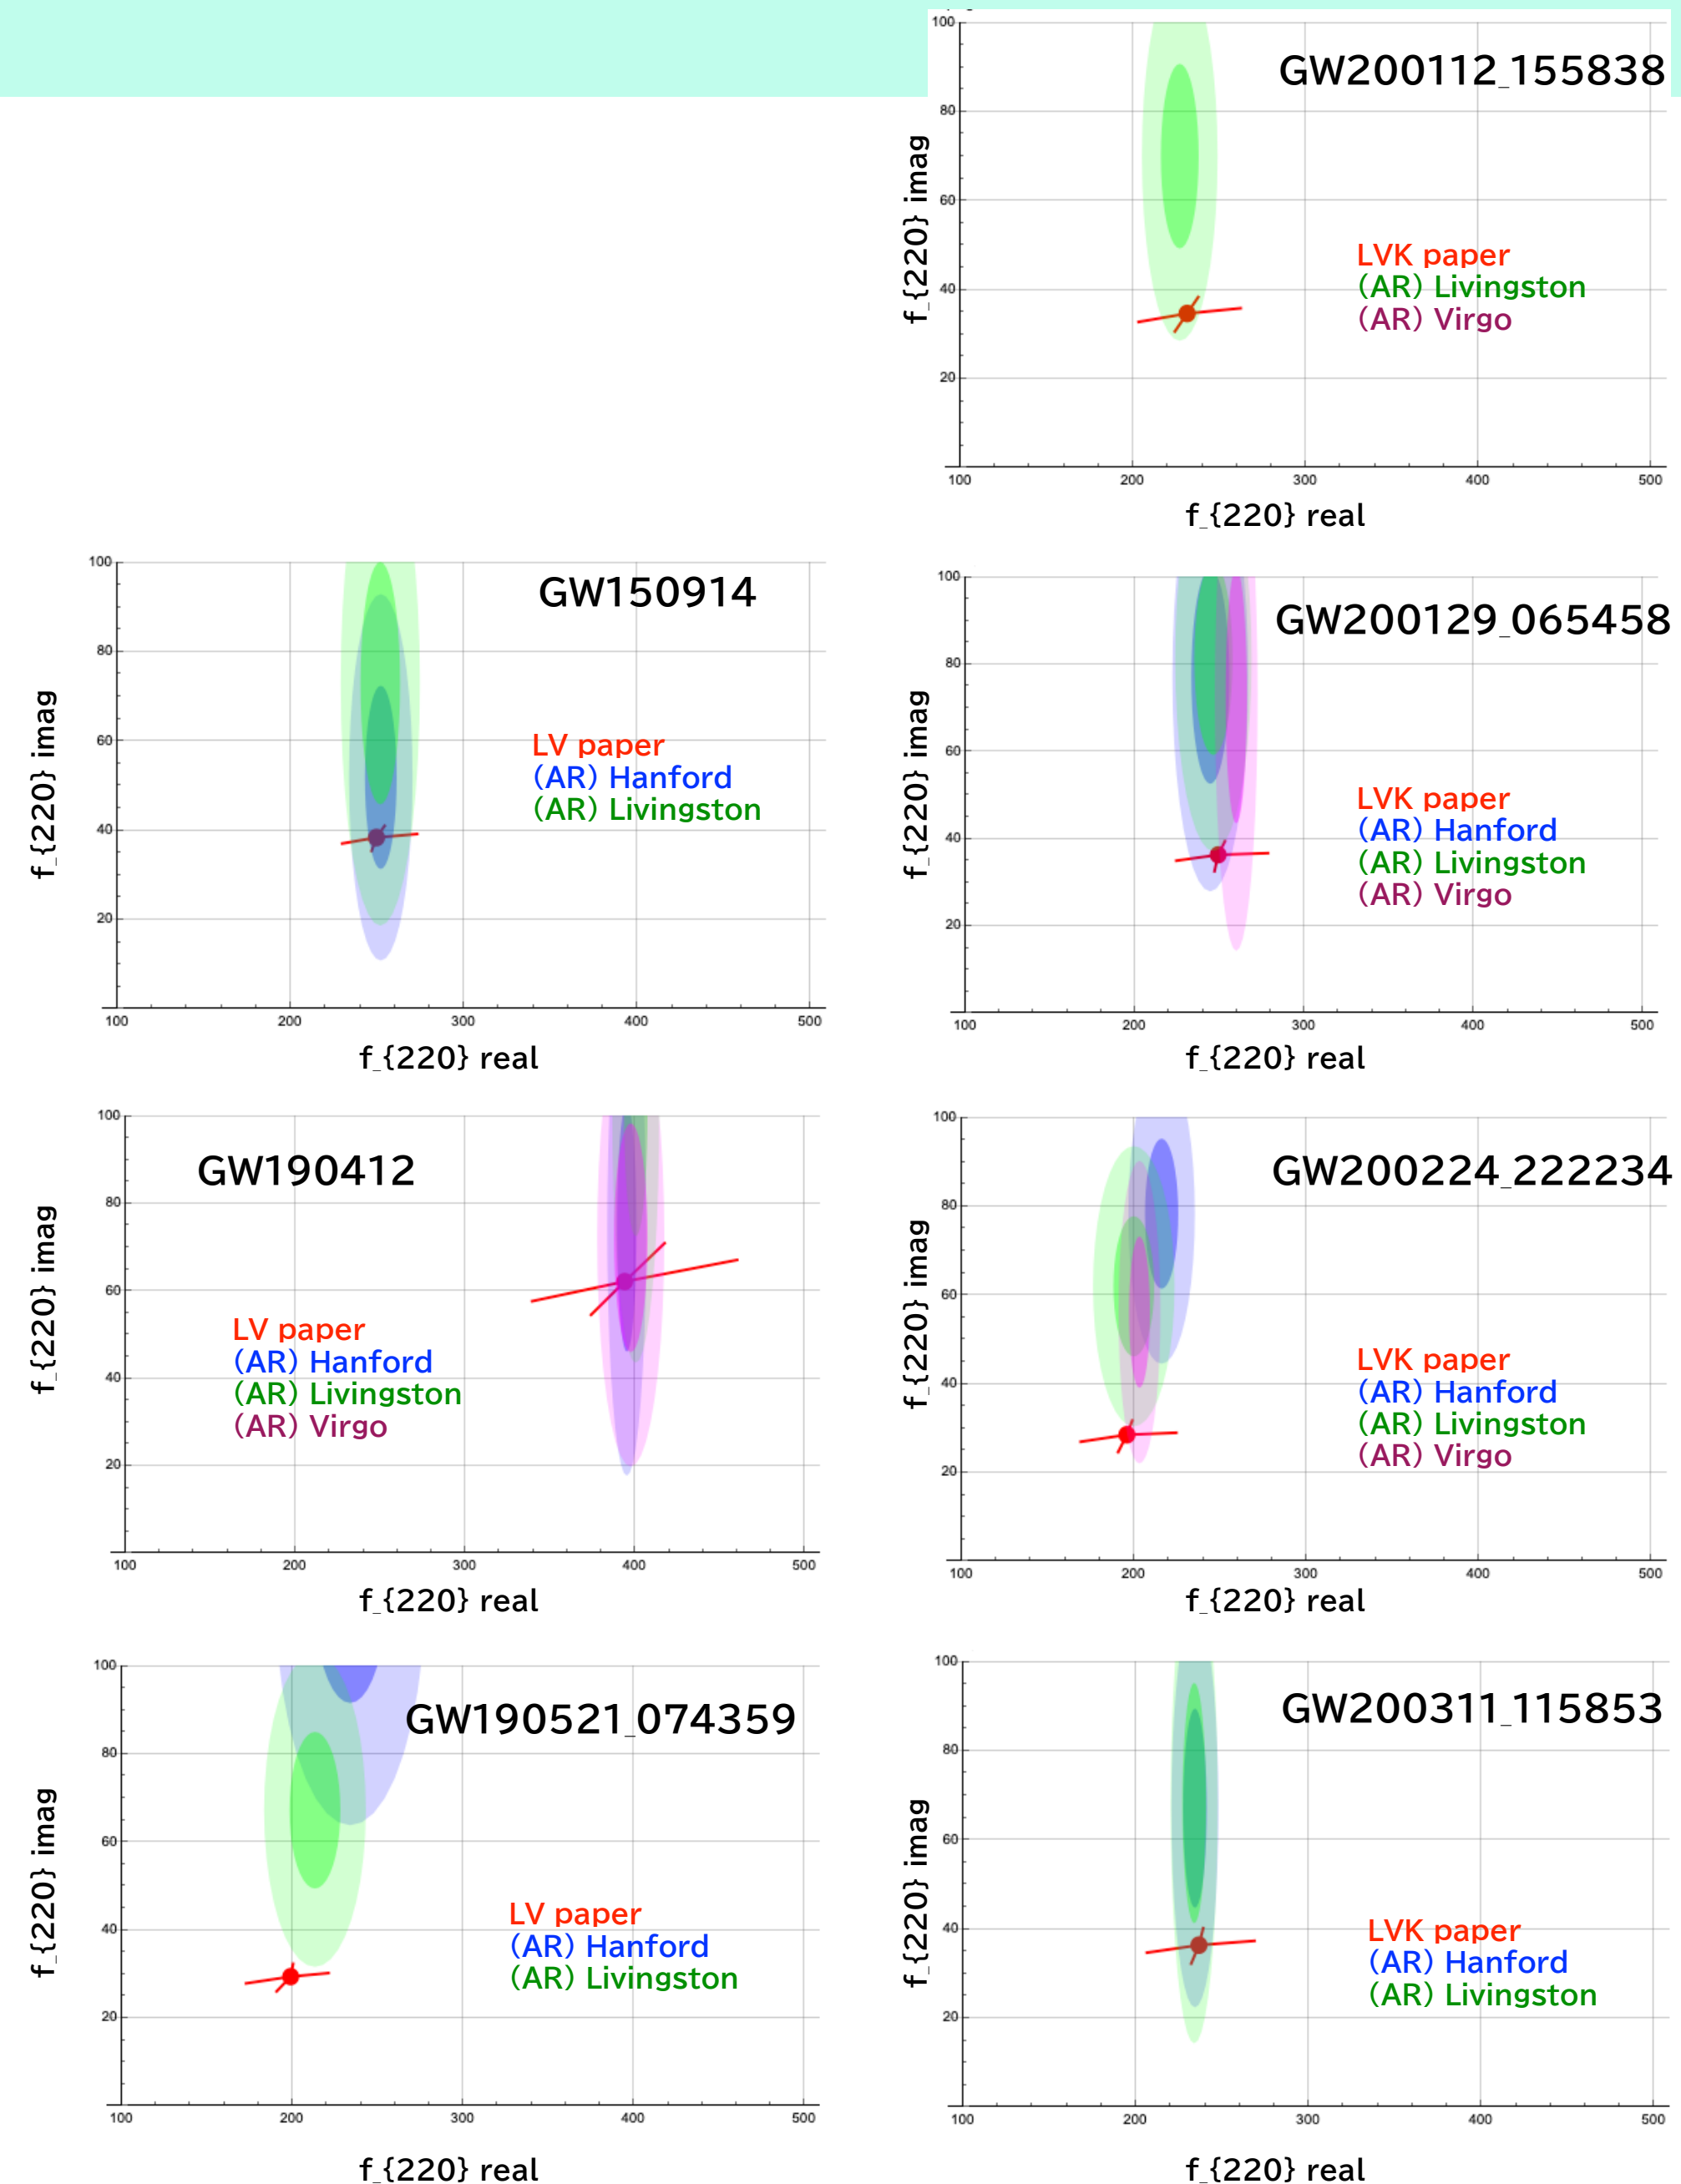 GW200112_155838
100
80
60
40
20
f_{220} imag
LVK paper
(AR) Livingston
(AR) Virgo
100 200 300 400 500
f_{220} real
GW150914
100
80
60
40
20
f_{220} imag
LV paper
(AR) Hanford
(AR) Livingston
100 200 300 400 500
f_{220} real
GW200129_065458
100
80
60
40
20
f_{220} imag
LVK paper
(AR) Hanford
(AR) Livingston
(AR) Virgo
100 200 300 400 500
f_{220} real
GW190412
100
80
60
40
20
f_{220} imag
LV paper
(AR) Hanford
(AR) Livingston
(AR) Virgo
100 200 300 400 500
f_{220} real
GW200224_222234
100
80
60
40
20
f_{220} imag
LVK paper
(AR) Hanford
(AR) Livingston
(AR) Virgo
100 200 300 400 500
f_{220} real
GW190521_074359
100
80
60
40
20
f_{220} imag
LV paper
(AR) Hanford
(AR) Livingston
100 200 300 400 500
f_{220} real
GW200311_115853
100
80
60
40
20
f_{220} imag
LVK paper
(AR) Hanford
(AR) Livingston
100 200 300 400 500
f_{220} real